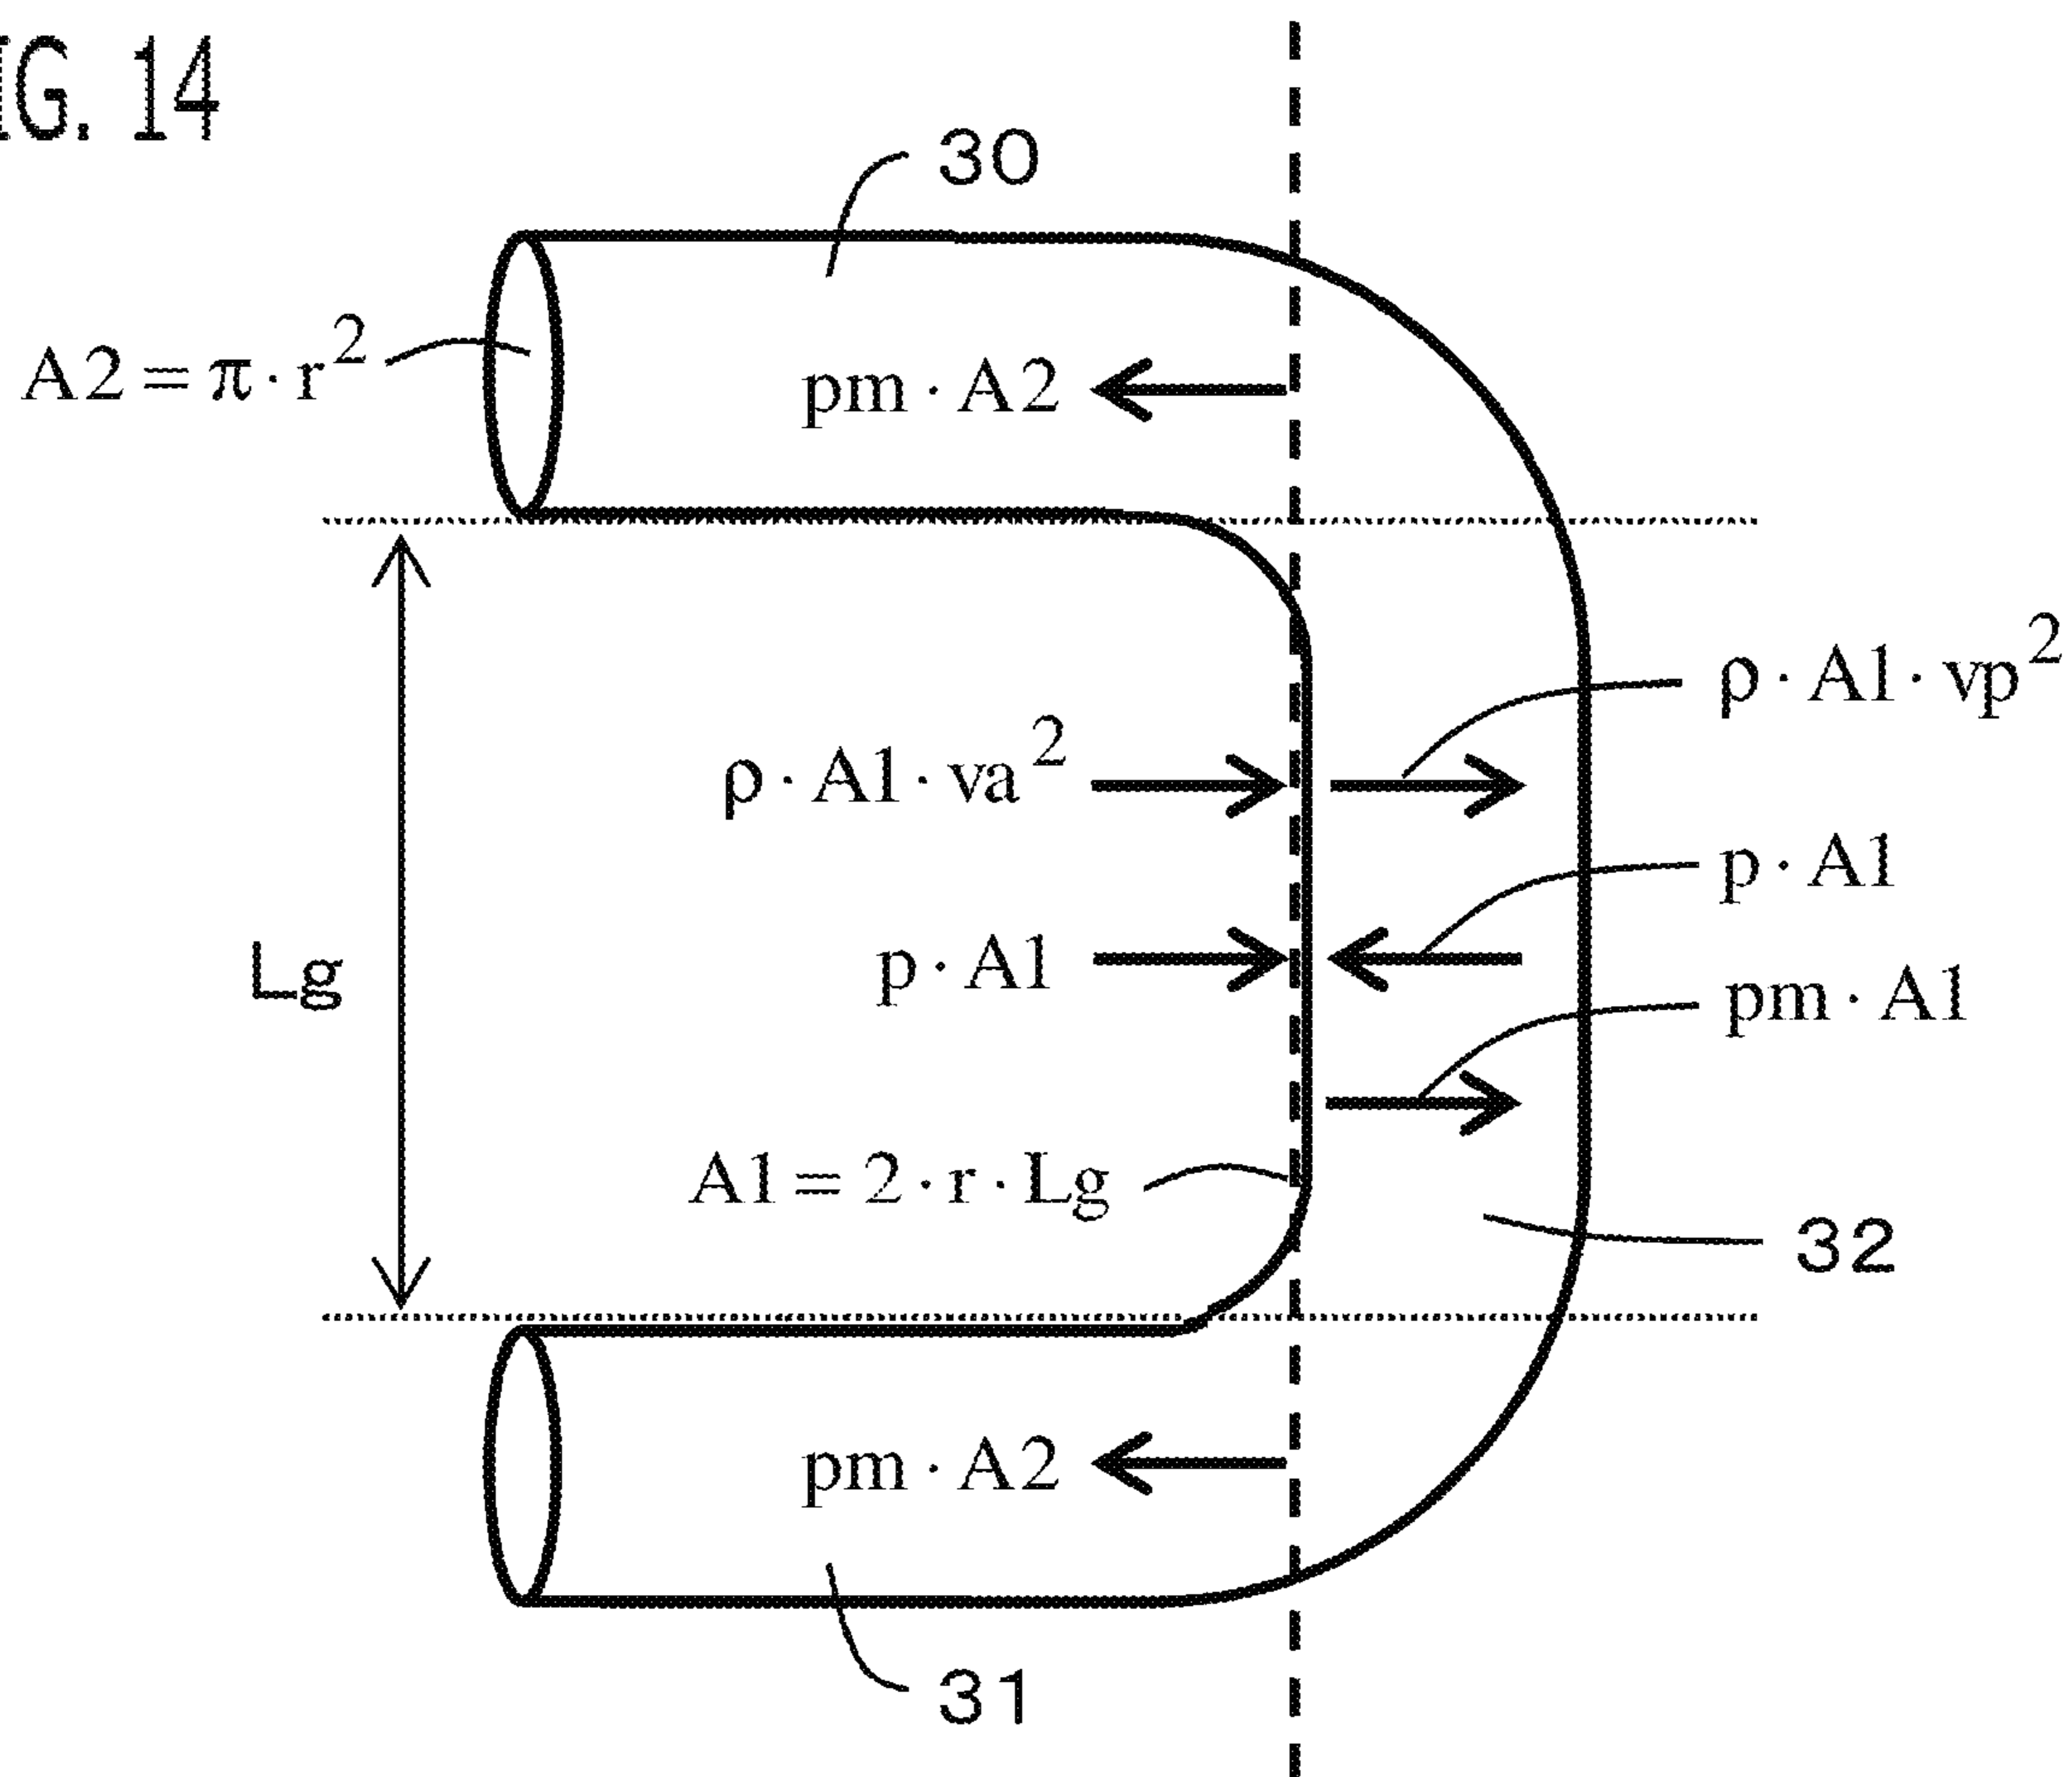 IG. 14
30
A2 = π · r²
pm · A2
ρ · A1 · vp²
ρ · A1 · va²
p · A1
p · A1
Lg
pm · A1
A1 = 2 · r · Lg
32
pm · A2
31